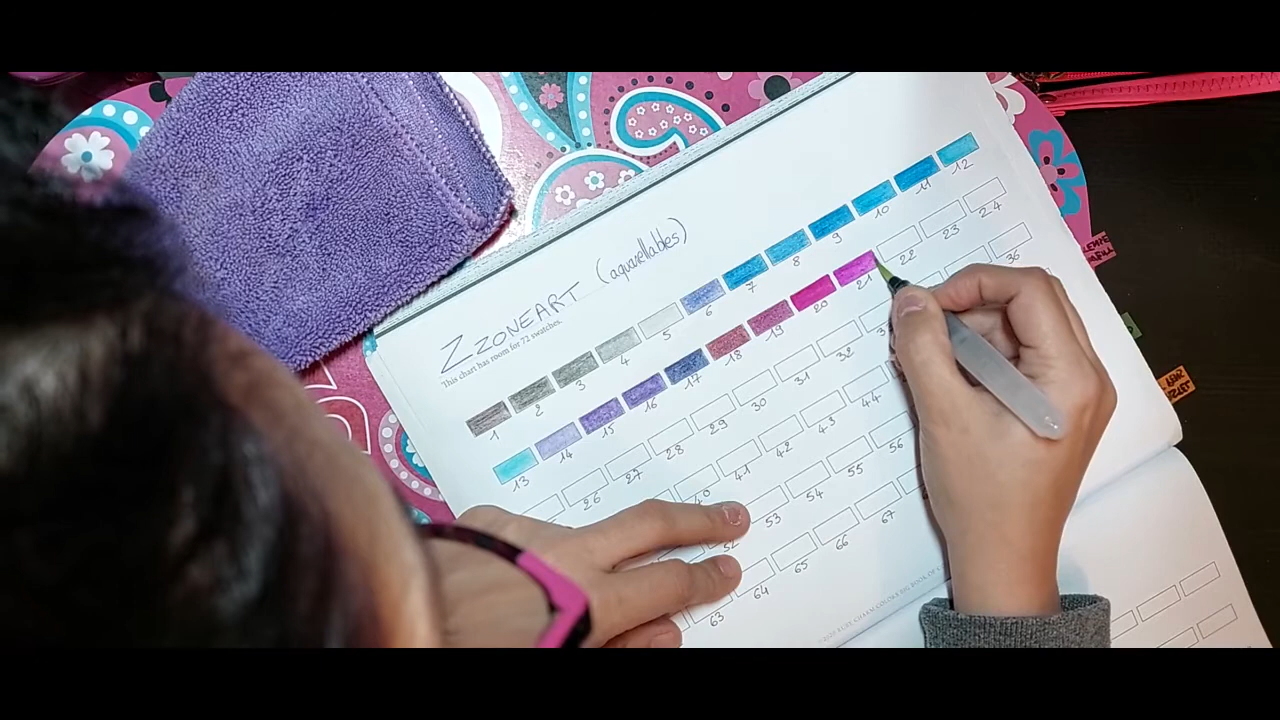 ZZONEART (aquarellables)
This chart has room for 72 swatches.
1 2 3 4 5 6 7 8 9 10 11 12
13 14 15 16 17 18 19 20 21 22 23 24
26 27 28 29 30 31 32 36
40 41 42 43 44
52 53 54 55 56
63 64 65 66 67